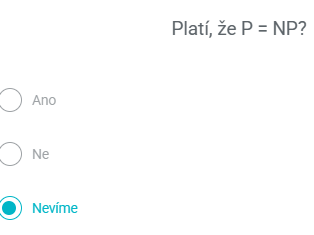 Platí, že P = NP?
Ano
Ne
Nevíme